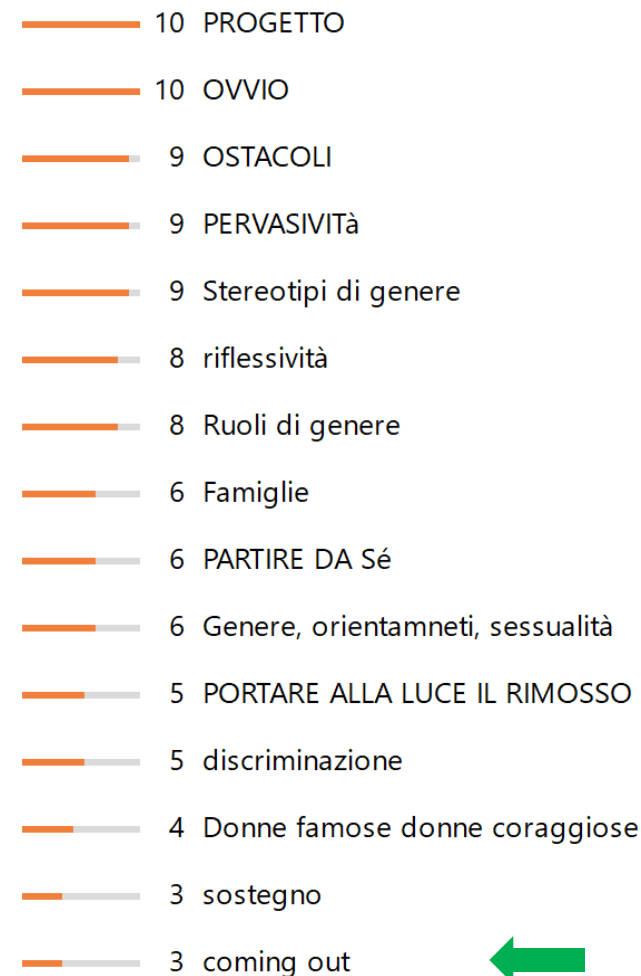 10 PROGETTO
10 OVVIO
9 OSTACOLI
9 PERVASIVITà
9 Stereotipi di genere
8 riflessività
8 Ruoli di genere
6 Famiglie
6 PARTIRE DA Sé
6 Genere, orientamneti, sessualità
5 PORTARE ALLA LUCE IL RIMOSSO
5 discriminazione
4 Donne famose donne coraggiose
3 sostegno
3 coming out